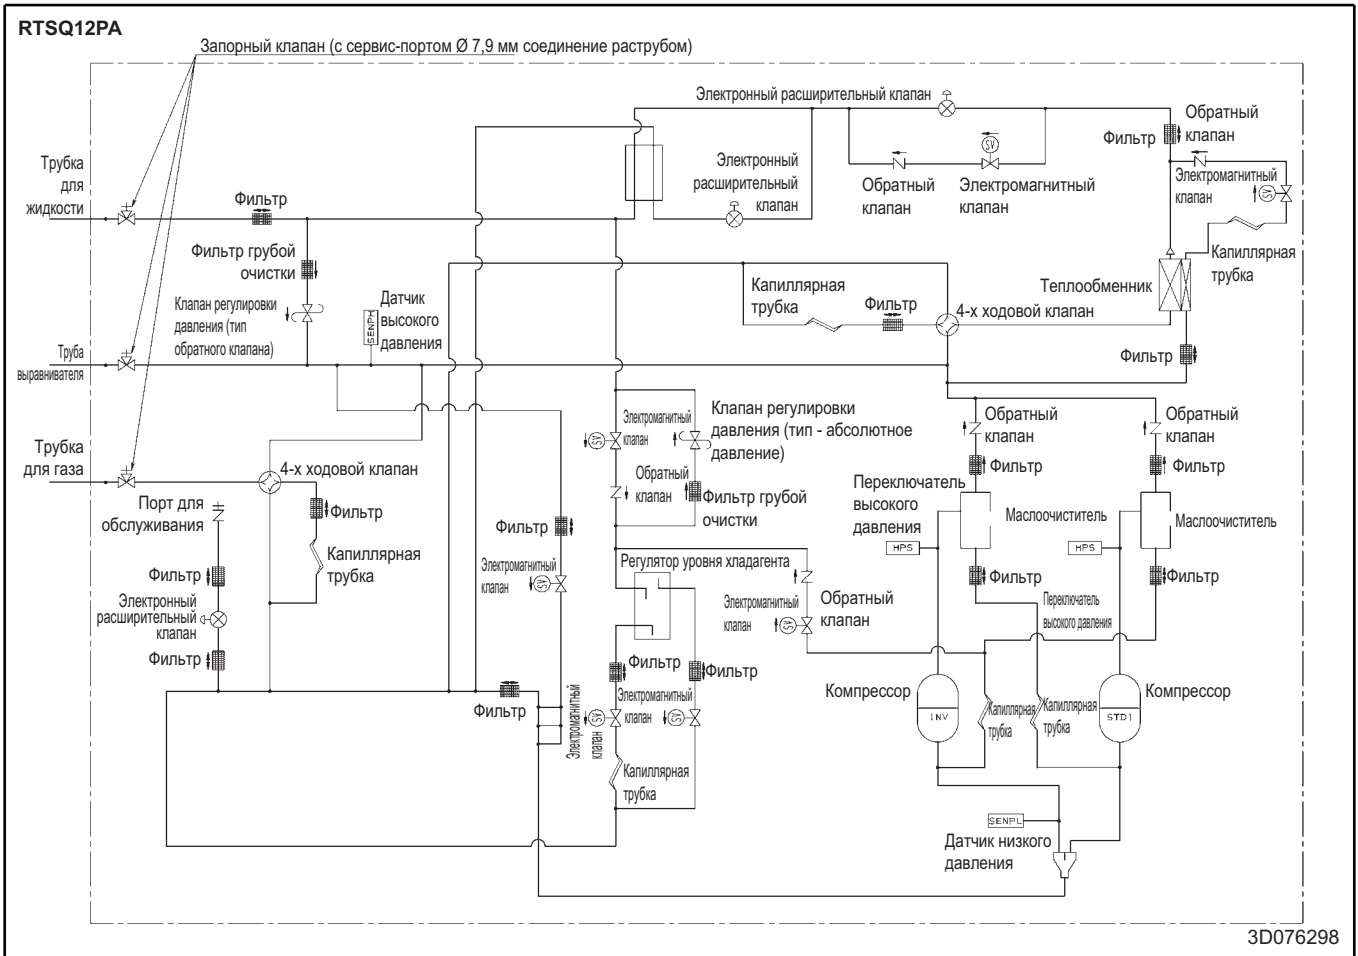 RTSQ12PA
Запорный клапан (с сервис-портом Ø 7,9 мм соединение раструбом)
Электронный расширительный клапан
Обратный
клапан
Фильтр
Трубка
для
жидкости
Фильтр
Электронный
расширительный
клапан
Обратный
клапан
Электромагнитный
клапан
Электромагнитный
клапан
Фильтр грубой
очистки
Капиллярная
трубка
Теплообменник
Клапан регулировки
давления (тип
обратного клапана)
SENPH
Датчик
высокого
давления
Капиллярная
трубка
Фильтр
4-х ходовой клапан
Фильтр
Труба
выравнивателя
Трубка
для газа
4-х ходовой клапан
Электромагнитный
клапан
Клапан регулировки
давления (тип - абсолютное
давление)
Обратный
клапан
Обратный
клапан
Фильтр
Фильтр
Порт для
обслуживания
Фильтр
Капиллярная
трубка
Фильтр
Обратный
клапан
Фильтр грубой
очистки
Переключатель
высокого
давления
HPS
Маслоочиститель
HPS
Маслоочиститель
Фильтр
Электронный
расширительный
клапан
Фильтр
Электромагнитный
клапан
Регулятор уровня хладагента
Электромагнитный
клапан
Обратный
клапан
Фильтр
Переключатель
высокого давления
Фильтр
Фильтр
Фильтр
Фильтр
Электромагнитный
клапан
Электромагнитный
клапан
Компрессор
INV
Капиллярная
трубка
Капиллярная
трубка
STD1
Компрессор
Капиллярная
трубка
SENPL
Датчик низкого
давления
3D076298